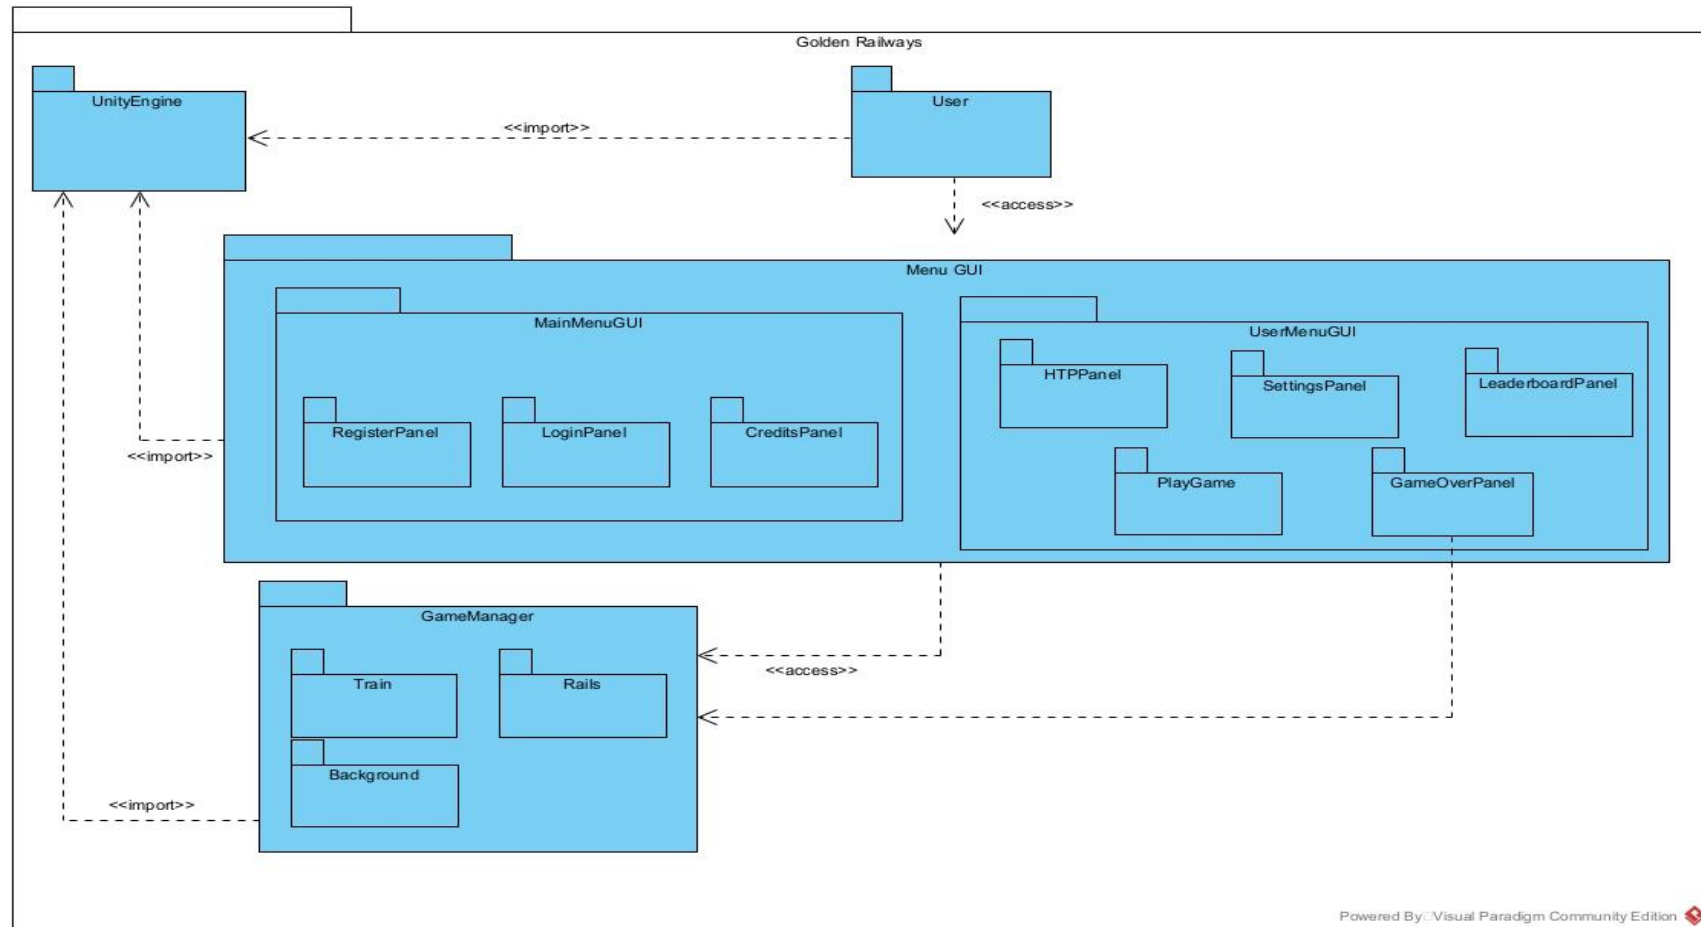 Golden Railways
UnityEngine
User
<<import>>
<<access>>
Menu GUI
MainMenuGUI
UserMenuGUI
HTPPanel
SettingsPanel
LeaderboardPanel
RegisterPanel
LoginPanel
CreditsPanel
<<import>>
PlayGame
GameOverPanel
GameManager
<<access>>
Train
Rails
Background
<<import>>
Powered By Visual Paradigm Community Edition